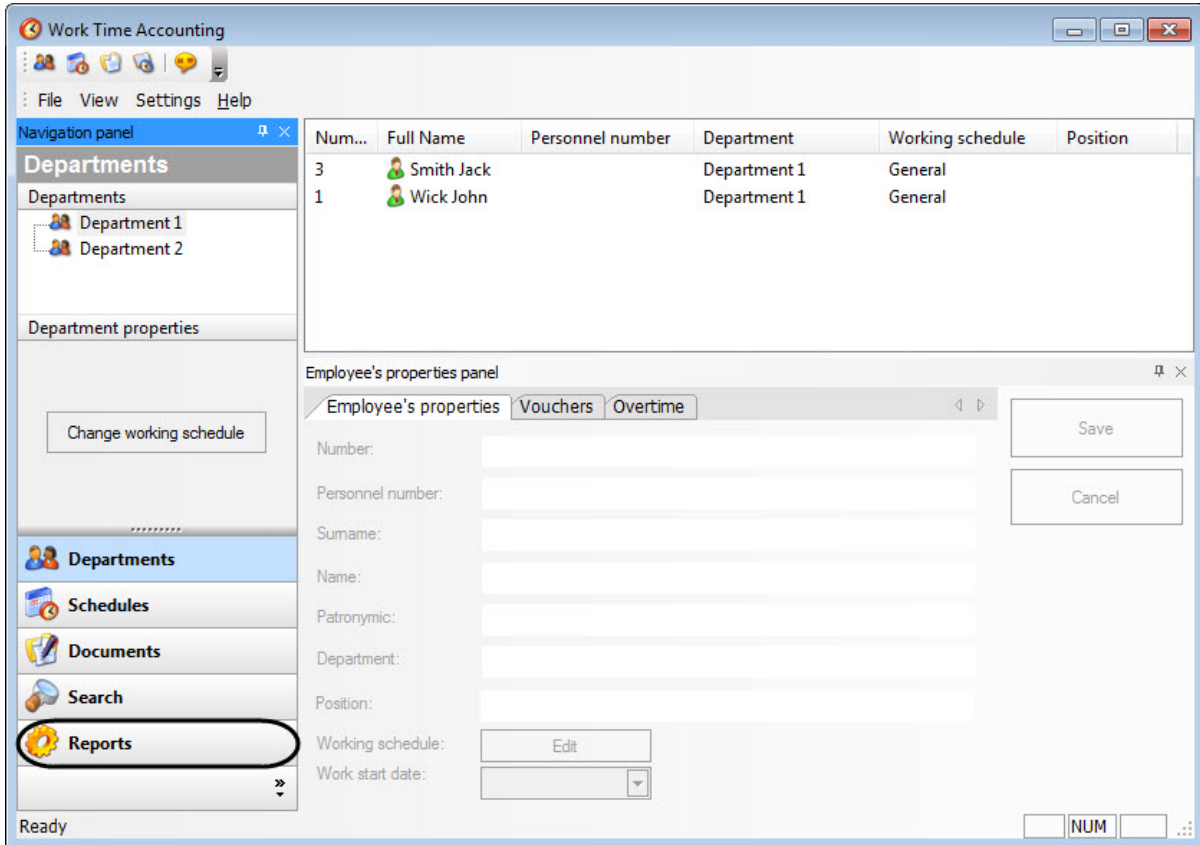 Work Time Accounting
File View Settings Help
Navigation panel
Departments
Departments
Department 1
Department 2
Department properties
Change working schedule
Departments
Schedules
Documents
Search
Reports
Num... Full Name Personnel number Department Working schedule Position
3 Smith Jack Department 1 General
1 Wick John Department 1 General
Employee's properties panel
Employee's properties Vouchers Overtime
Number:
Personnel number:
Surname:
Name:
Patronymic:
Department:
Position:
Working schedule: Edit
Work start date:
Save
Cancel
Ready NUM